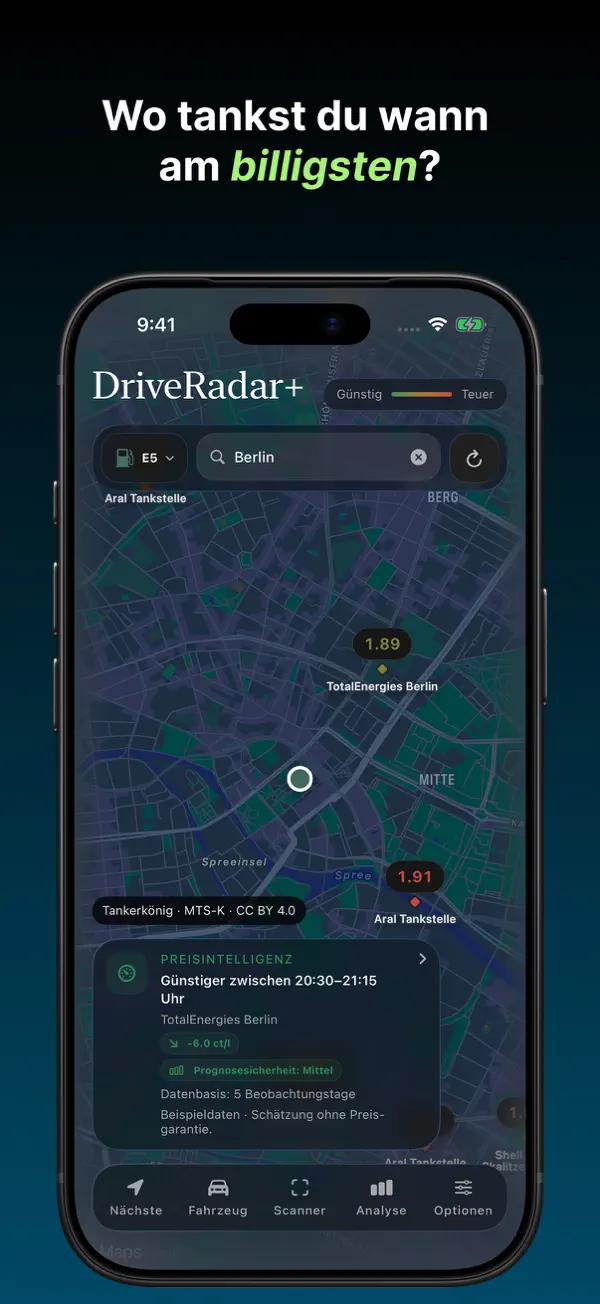 Wo tankst du wann
am billigsten?
9:41
DriveRadar+
Günstig
Teuer
E5
Berlin
Aral Tankstelle
BERG
1.89
TotalEnergies Berlin
MITTE
Spreeinsel
Spree
1.91
Aral Tankstelle
Tankerkönig · MTS-K · CC BY 4.0
PREISINTELLIGENZ
Günstiger zwischen 20:30–21:15
Uhr
TotalEnergies Berlin
-6.0 ct/l
Prognosesicherheit: Mittel
Datenbasis: 5 Beobachtungstage
Beispieldaten · Schätzung ohne Preis-
garantie.
1.
Aral Tankstelle
Shell
Nächste
Fahrzeug
Scanner
Analyse
Optionen
Maps